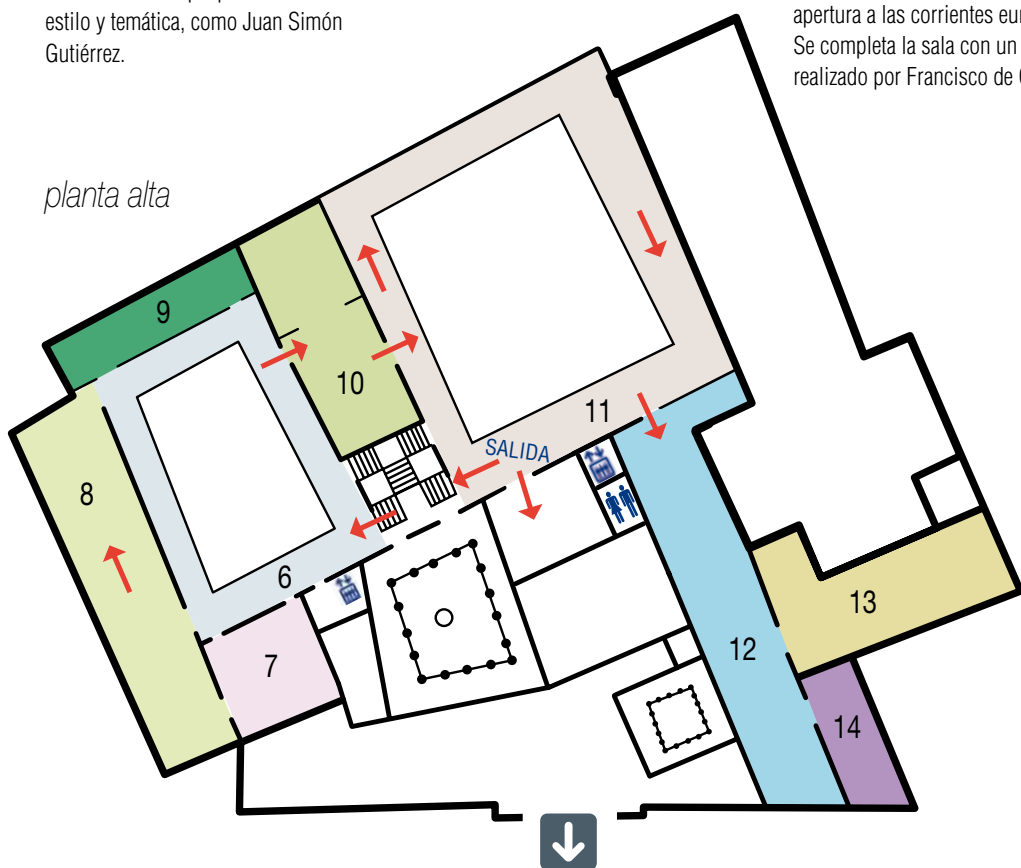 estilo y temática, como Juan Simón
Gutiérrez.
apertura a las corrientes
Se completa la sala con un
realizado por Francisco de
planta alta
9
10
11
SALIDA
8
6
7
13
12
14